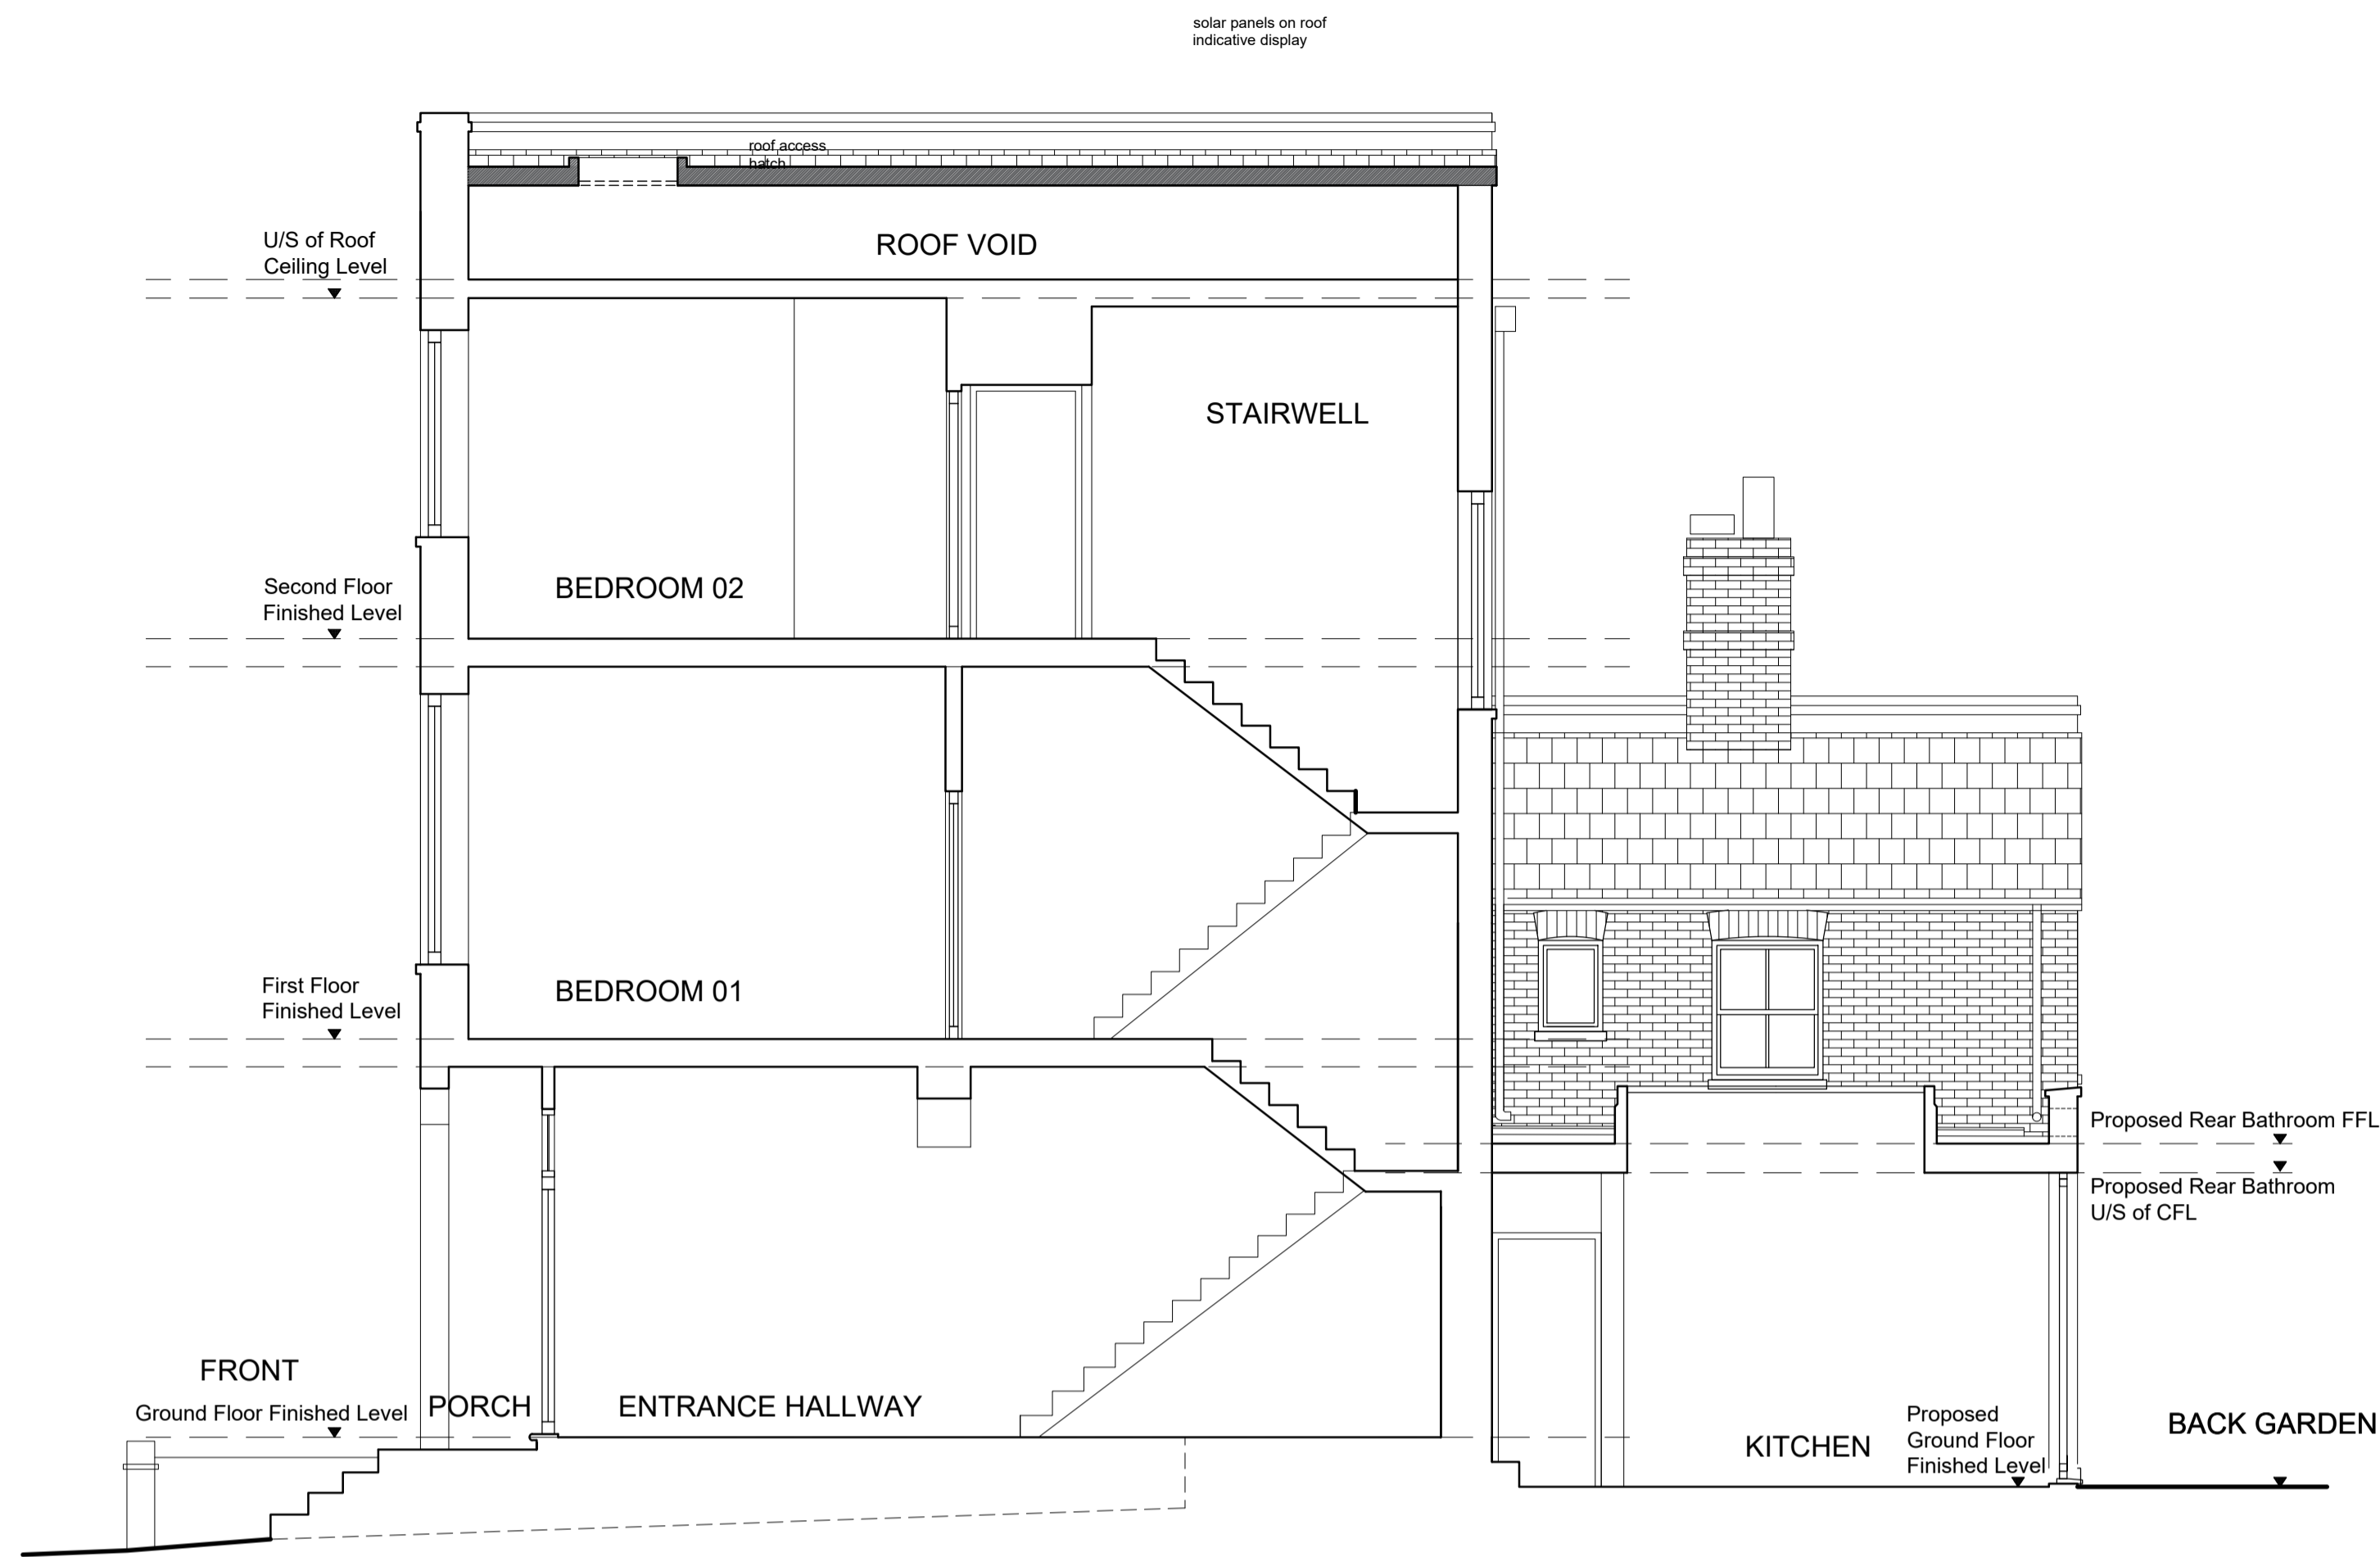 solar panels on roof
indicative display
roof access
hatch
U/S of Roof
Ceiling Level
ROOF VOID
STAIRWELL
Second Floor
Finished Level
BEDROOM 02
First Floor
Finished Level
BEDROOM 01
Proposed Rear Bathroom FFL
Proposed Rear Bathroom
U/S of CFL
FRONT
Ground Floor Finished Level
PORCH
ENTRANCE HALLWAY
KITCHEN
Proposed
Ground Floor
Finished Level
BACK GARDEN